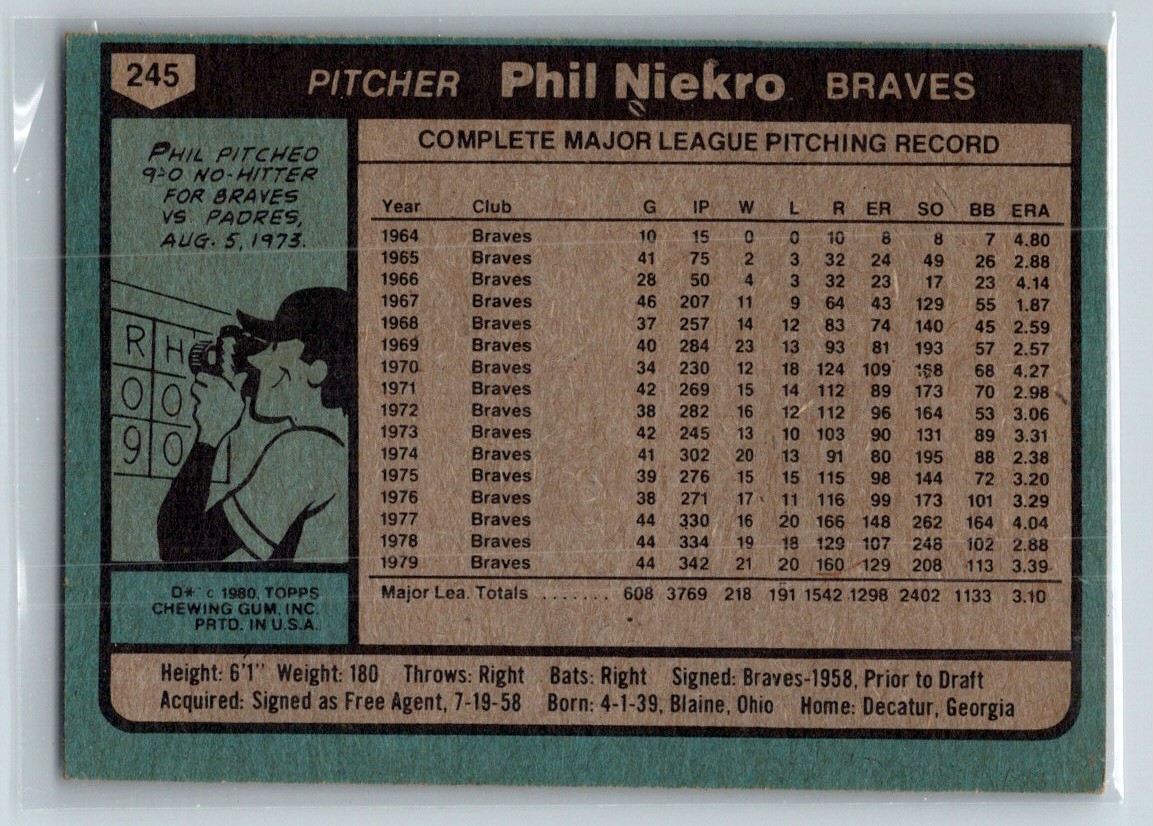 245 PITCHER Phil Niekro BRAVES
PHIL PITCHED
9-0 NO-HITTER
FOR BRAVES
VS. PADRES,
AUG. 5, 1973.
R H
0 0
9 0
D* © 1980, TOPPS
CHEWING GUM, INC.
PRTD. IN U.S.A.
COMPLETE MAJOR LEAGUE PITCHING RECORD
Year Club G IP W L R ER SO BB ERA
1964 Braves 10 15 0 0 10 8 8 7 4.80
1965 Braves 41 75 2 3 32 24 49 26 2.88
1966 Braves 28 50 4 3 32 23 17 23 4.14
1967 Braves 46 207 11 9 64 43 129 55 1.87
1968 Braves 37 257 14 12 83 74 140 45 2.59
1969 Braves 40 284 23 13 93 81 193 57 2.57
1970 Braves 34 230 12 18 124 109 168 68 4.27
1971 Braves 42 269 15 14 112 89 173 70 2.98
1972 Braves 38 282 16 12 112 96 164 53 3.06
1973 Braves 42 245 13 10 103 90 131 89 3.31
1974 Braves 41 302 20 13 91 80 195 88 2.38
1975 Braves 39 276 15 15 115 98 144 72 3.20
1976 Braves 38 271 17 11 116 99 173 101 3.29
1977 Braves 44 330 16 20 166 148 262 164 4.04
1978 Braves 44 334 19 18 129 107 248 102 2.88
1979 Braves 44 342 21 20 160 129 208 113 3.39
Major Lea. Totals ....... 608 3769 218 191 1542 1298 2402 1133 3.10
Height: 6'1" Weight: 180 Throws: Right Bats: Right Signed: Braves-1958, Prior to Draft
Acquired: Signed as Free Agent, 7-19-58 Born: 4-1-39, Blaine, Ohio Home: Decatur, Georgia